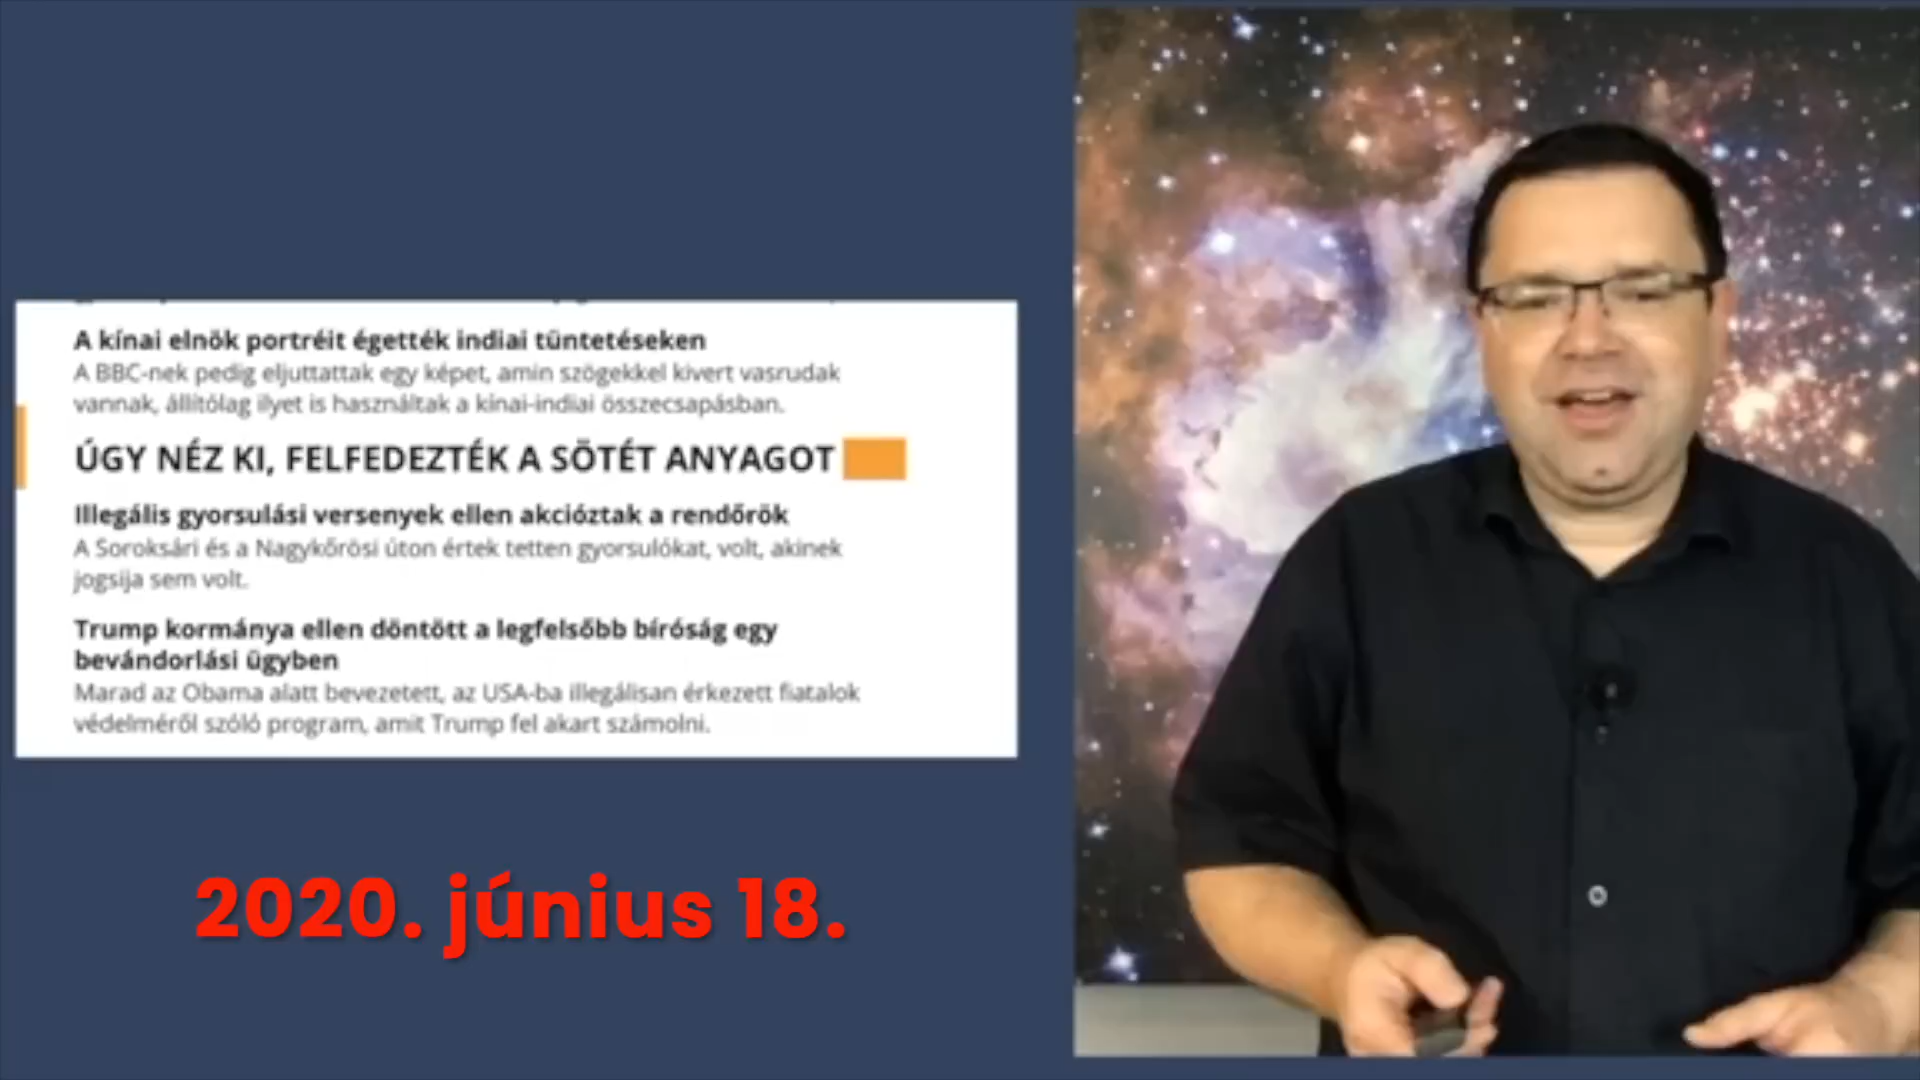 A kínai elnök portréit égették indiai tüntetéseken
A BBC-nek pedig eljuttattak egy képet, amin szögekkel kivert vasrudak
vannak, állítólag ilyet is használtak a kínai-indiai összecsapásban.
ÚGY NÉZ KI, FELFEDEZTÉK A SÖTÉT ANYAGOT
Illegális gyorsulási versenyek ellen akcióztak a rendőrök
A Soroksári és a Nagykőrösi úton értek tetten gyorsulókat, volt, akinek
jogsija sem volt.
Trump kormánya ellen döntött a legfelsőbb bíróság egy
bevándorlási ügyben
Marad az Obama alatt bevezetett, az USA-ba illegálisan érkezett fiatalok
védelméről szóló program, amit Trump fel akart számolni.
2020. június 18.